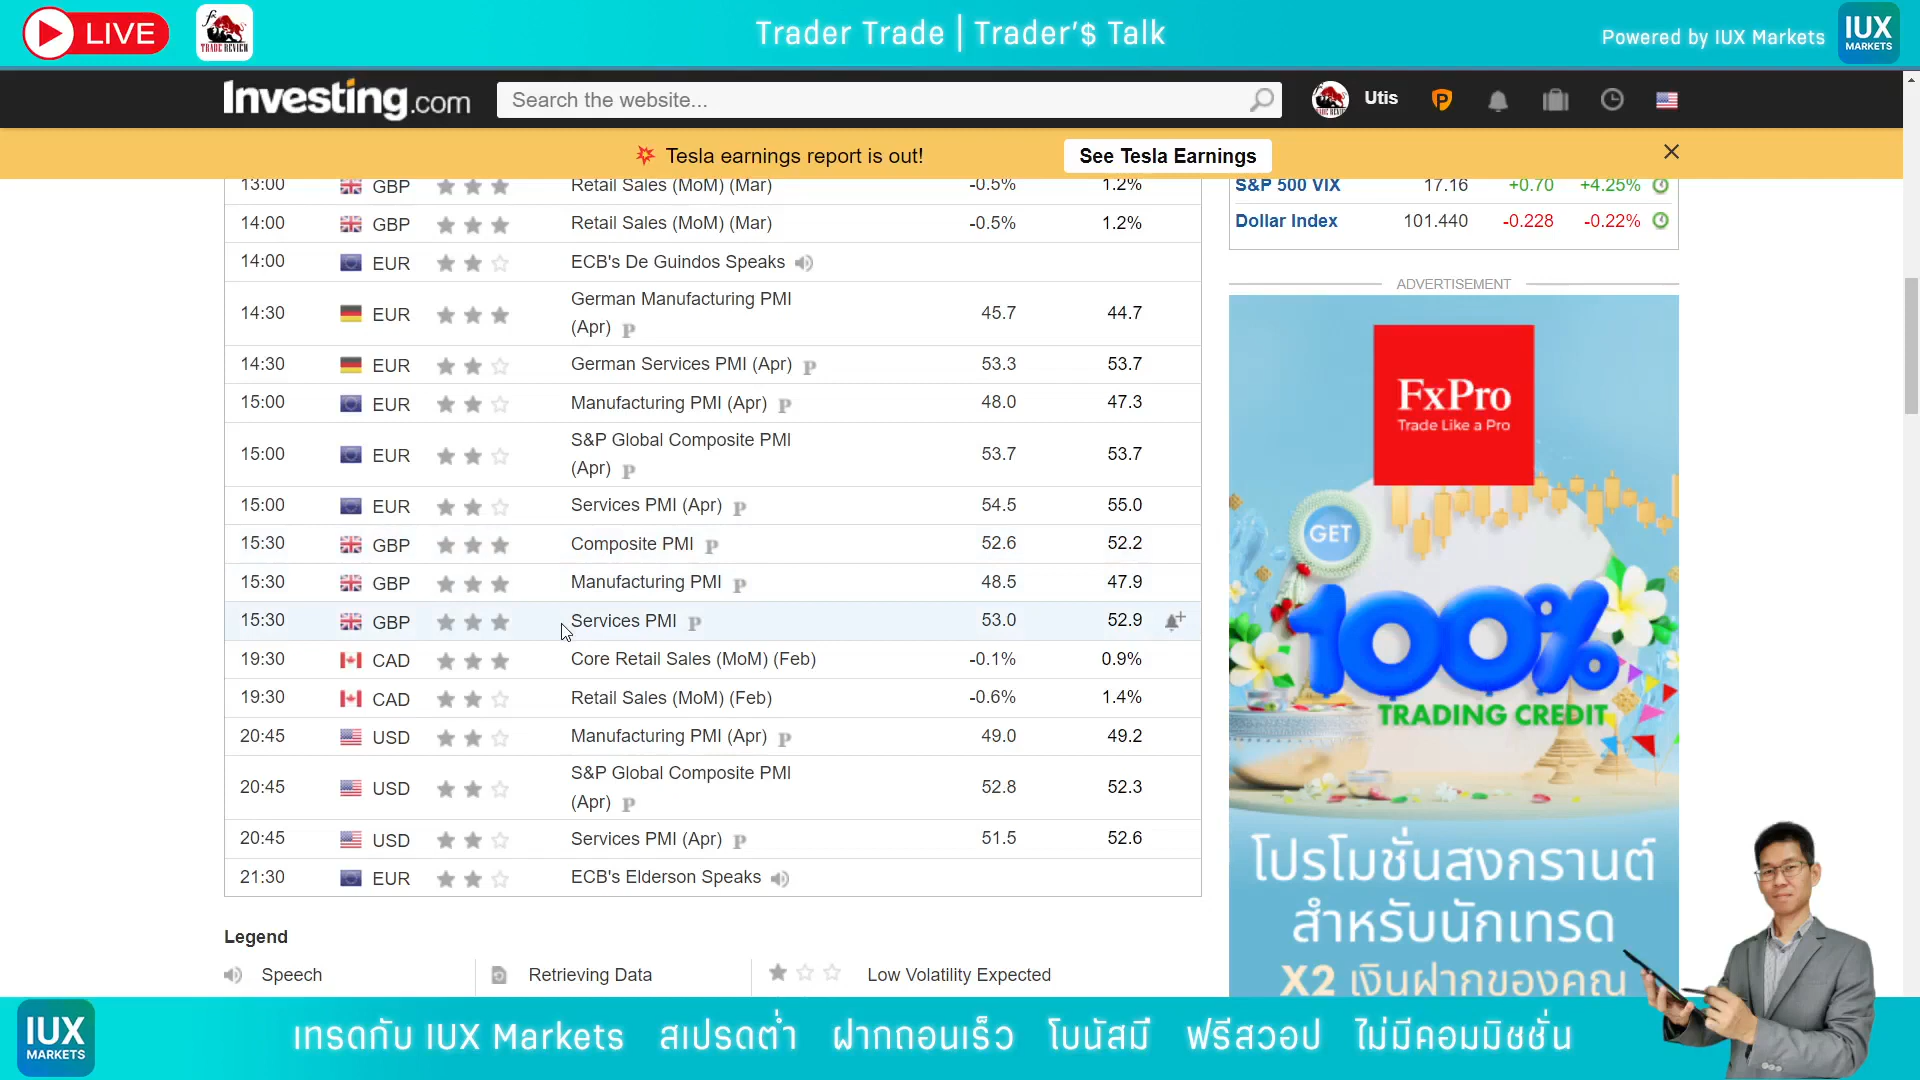 LIVE
TRADE REVIEW
Trader Trade | Trader'$ Talk
Powered by IUX Markets
IUX
MARKETS
Investing.com
Search the website...
Utis
Tesla earnings report is out!
See Tesla Earnings
13:00 GBP Retail Sales (MoM) (Mar) -0.5% 1.2%
14:00 GBP Retail Sales (MoM) (Mar) -0.5% 1.2%
14:00 EUR ECB's De Guindos Speaks
14:30 EUR German Manufacturing PMI 45.7 44.7
(Apr) P
14:30 EUR German Services PMI (Apr) P 53.3 53.7
15:00 EUR Manufacturing PMI (Apr) P 48.0 47.3
15:00 EUR S&P Global Composite PMI 53.7 53.7
(Apr) P
15:00 EUR Services PMI (Apr) P 54.5 55.0
15:30 GBP Composite PMI P 52.6 52.2
15:30 GBP Manufacturing PMI P 48.5 47.9
15:30 GBP Services PMI P 53.0 52.9
19:30 CAD Core Retail Sales (MoM) (Feb) -0.1% 0.9%
19:30 CAD Retail Sales (MoM) (Feb) -0.6% 1.4%
20:45 USD Manufacturing PMI (Apr) P 49.0 49.2
20:45 USD S&P Global Composite PMI 52.8 52.3
(Apr) P
20:45 USD Services PMI (Apr) P 51.5 52.6
21:30 EUR ECB's Elderson Speaks
Legend
Speech
Retrieving Data
Low Volatility Expected
S&P 500 VIX 17.16 +0.70 +4.25%
Dollar Index 101.440 -0.228 -0.22%
ADVERTISEMENT
FxPro
Trade Like a Pro
GET
100%
TRADING CREDIT
โปรโมชั่นสงกรานต์
สำหรับนักเทรด
X2 เงินฝากของคุณ
IUX
MARKETS
เทรดกับ IUX Markets สเปรดต่ำ ฝากถอนเร็ว โบนัสมี ฟรีสวอป ไม่มีคอมมิชชั่น